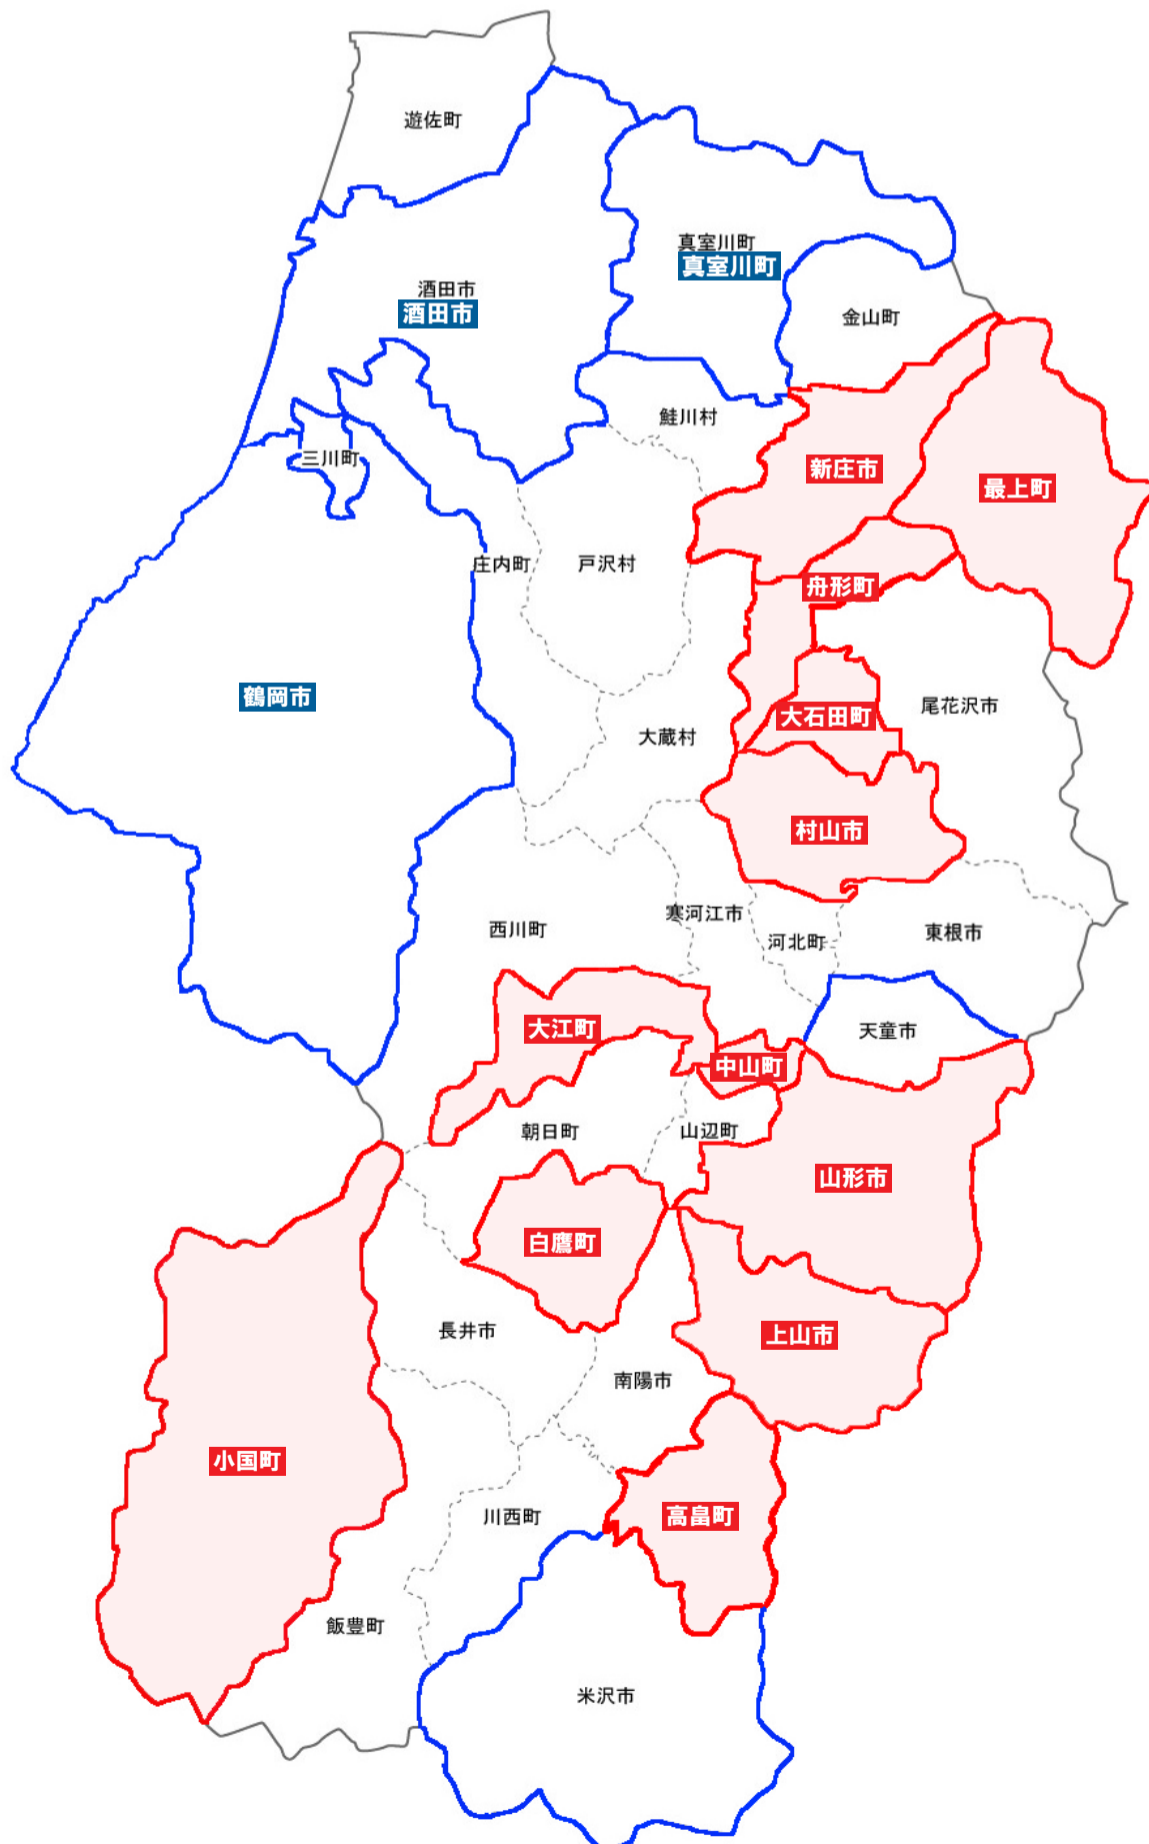 遊佐町
真室川町
真室川町
酒田市
酒田市
金山町
鮭川村
三川町
新庄市
最上町
庄内町
戸沢村
舟形町
鶴岡市
大石田町
尾花沢市
大蔵村
村山市
寒河江市
西川町
河北町
東根市
大江町
天童市
中山町
朝日町
山辺町
山形市
白鷹町
長井市
上山市
南陽市
小国町
川西町
高畠町
飯豊町
米沢市